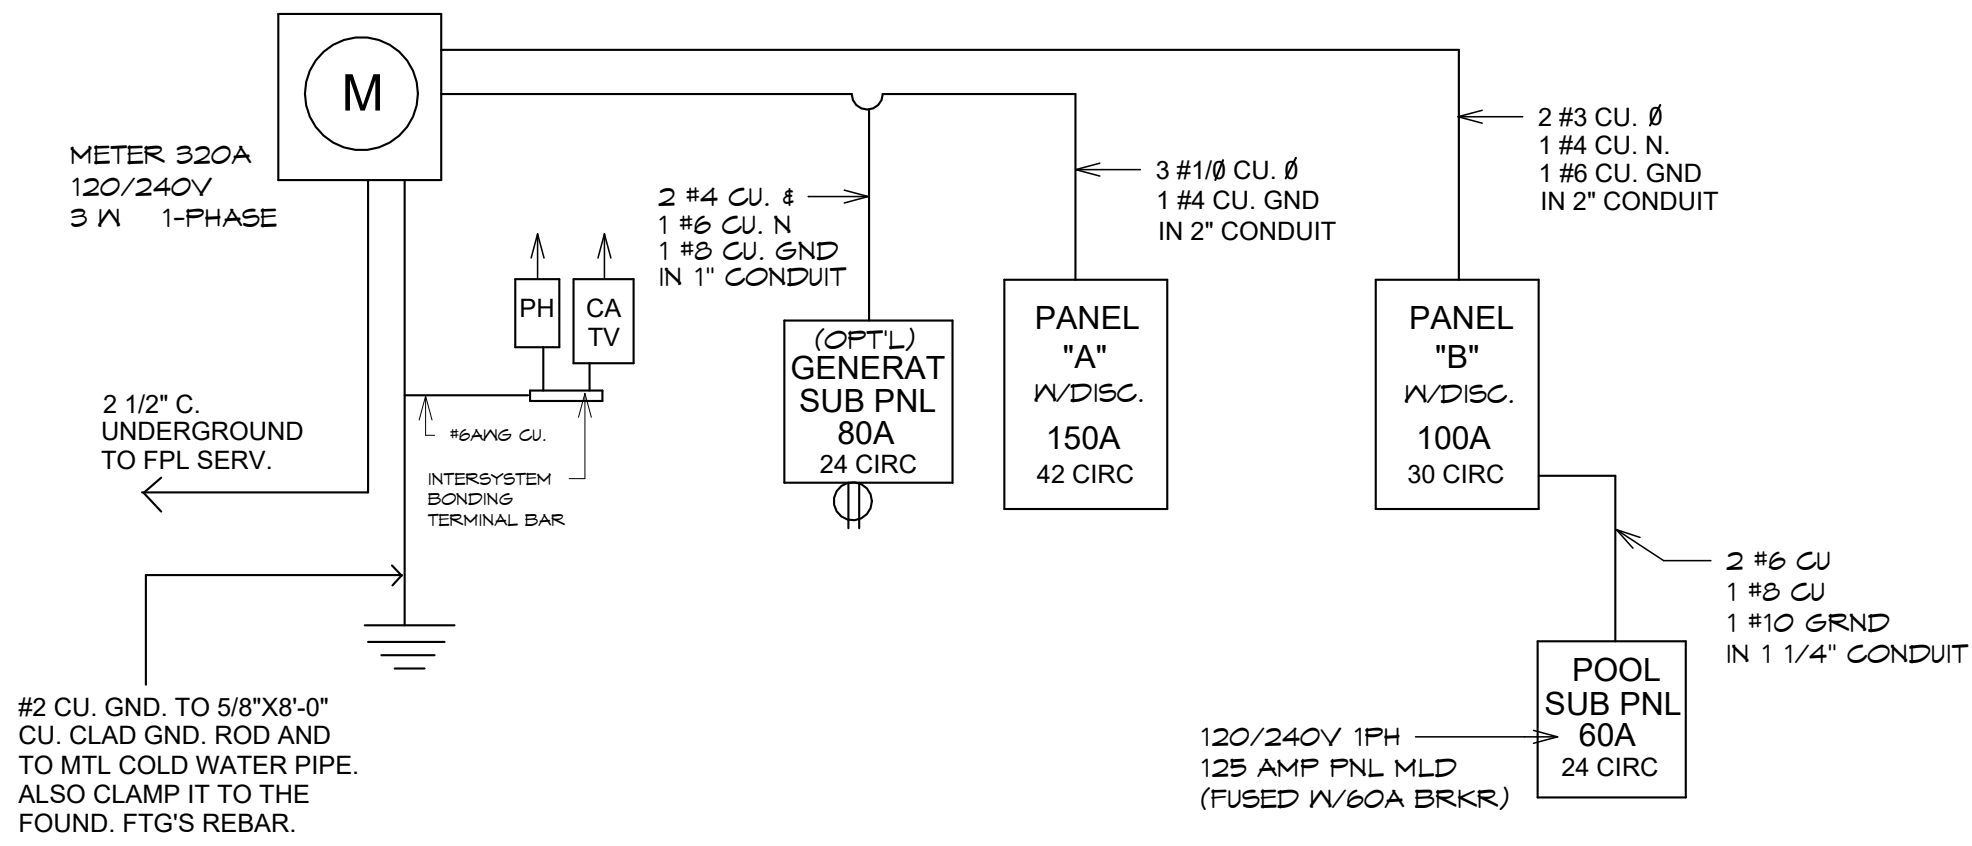 M
METER 320A
120/240V
3 W 1-PHASE
2 #4 CU. &
1 #6 CU. N
1 #8 CU. GND
IN 1" CONDUIT
3 #1/Ø CU. Ø
1 #4 CU. GND
IN 2" CONDUIT
2 #3 CU. Ø
1 #4 CU. N.
1 #6 CU. GND
IN 2" CONDUIT
PH
CA
TV
#6AWG CU.
INTERSYSTEM
BONDING
TERMINAL BAR
2 1/2" C.
UNDERGROUND
TO FPL SERV.
(OPT'L)
GENERAT
SUB PNL
80A
24 CIRC
PANEL
"A"
W/DISC.
150A
42 CIRC
PANEL
"B"
W/DISC.
100A
30 CIRC
2 #6 CU
1 #8 CU
1 #10 GRND
IN 1 1/4" CONDUIT
POOL
SUB PNL
60A
24 CIRC
120/240V 1PH
125 AMP PNL MLD
(FUSED W/60A BRKR)
#2 CU. GND. TO 5/8"X8'-0"
CU. CLAD GND. ROD AND
TO MTL COLD WATER PIPE.
ALSO CLAMP IT TO THE
FOUND. FTG'S REBAR.